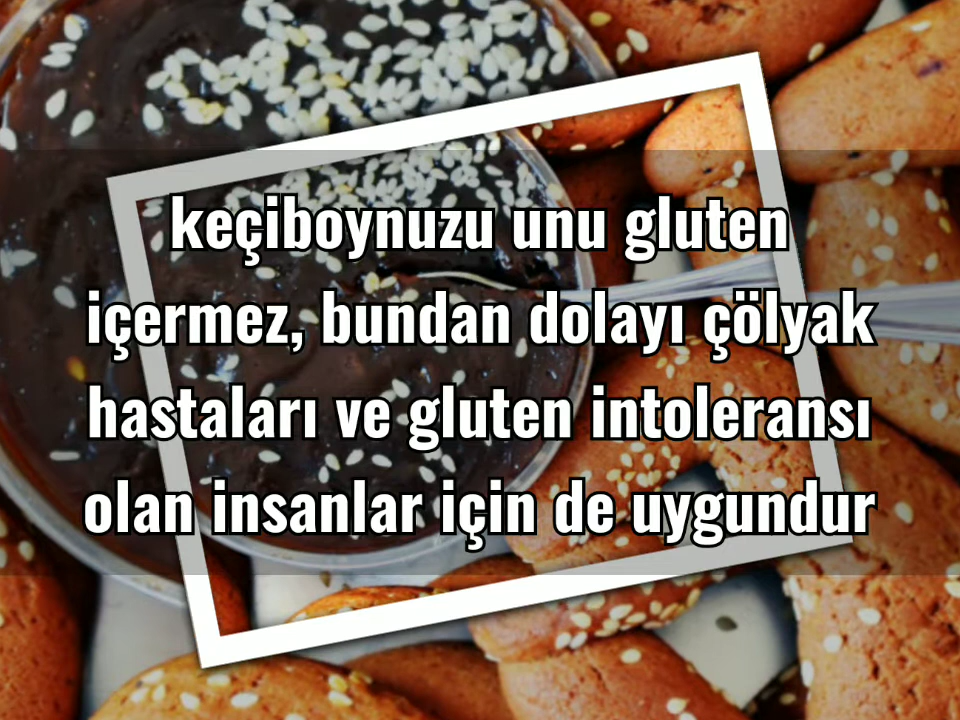 keçiboynuzu unu gluten
içermez, bundan dolayı çölyak
hastaları ve gluten intoleransı
olan insanlar için de uygundur